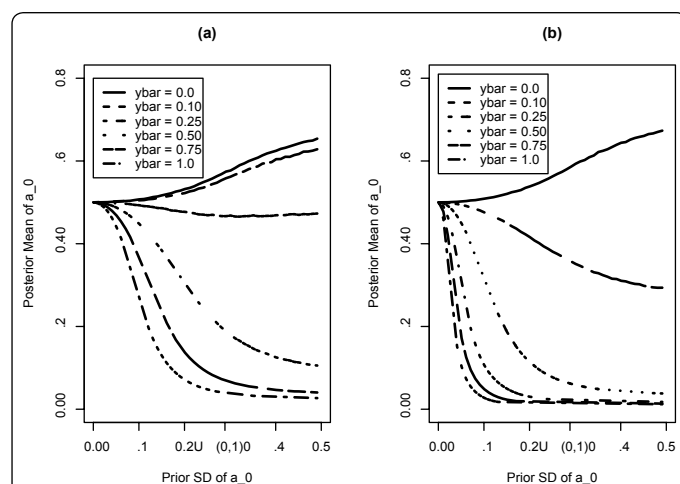 (a)
ybar = 0.0
ybar = 0.10
ybar = 0.25
ybar = 0.50
ybar = 0.75
ybar = 1.0
Posterior Mean of a_0
0.8
.6
0.40
.2
0.00
0.00 .1 0.2U (0,1)0 .4 0.5
Prior SD of a_0
(b)
ybar = 0.0
ybar = 0.10
ybar = 0.25
ybar = 0.50
ybar = 0.75
ybar = 1.0
Posterior Mean of a_0
0.8
.6
0.40
.2
0.00
0.00 .1 0.2U (0,1)0 .4 0.5
Prior SD of a_0